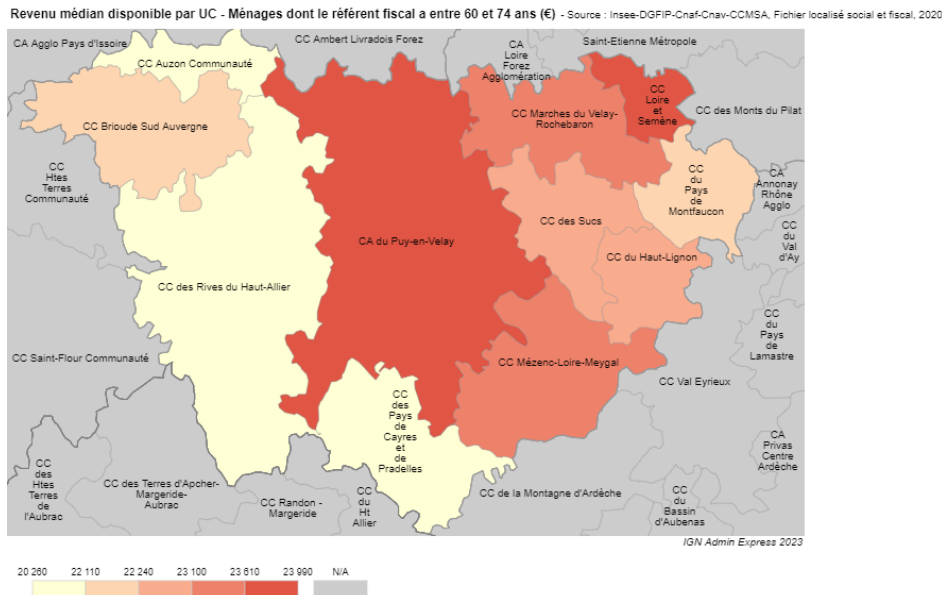 Revenu médian disponible par UC - Ménages dont le référent fiscal a entre 60 et 74 ans (€) - Source : Insee-DGFIP-Cnaf-Cnav-CCMSA, Fichier localisé social et fiscal, 2020
CA Agglo Pays d'Issoire
CC Ambert Livradois Forez
CA
Loire
Forez
Agglomération
Saint-Etienne Métropole
CC Auzon Communauté
CC
Loire
et
Semène
CC des Monts du Pilat
CC Brioude Sud Auvergne
CC Marches du Velay-
Rochebaron
CC
Htes
Terres
Communauté
CC
du
Pays
de
Montfaucon
CA
Annonay
Rhône
Agglo
CC des Sucs
CC
du
Val
d'Ay
CA du Puy-en-Velay
CC du Haut-Lignon
CC des Rives du Haut-Allier
CC
du
Pays
de
Lamastre
CC Saint-Flour Communauté
CC Mézenc-Loire-Meygal
CC Val Eyrieux
CC
des
Pays
de
Cayres
et
de
Pradelles
CA
Privas
Centre
Ardèche
CC
des
Htes
Terres
de
l'Aubrac
CC des Terres d'Apcher-
Margeride-
Aubrac
CC Randon -
Margeride
CC
du
Ht
Allier
CC de la Montagne d'Ardèche
CC
du
Bassin
d'Aubenas
IGN Admin Express 2023
20 260 22 110 22 240 23 100 23 610 23 990 N/A